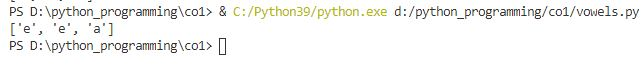 PS D:\python_programming\co1> & C:/Python39/python.exe d:/python_programming/co1/vowels.py
['e', 'e', 'a']
PS D:\python_programming\co1>